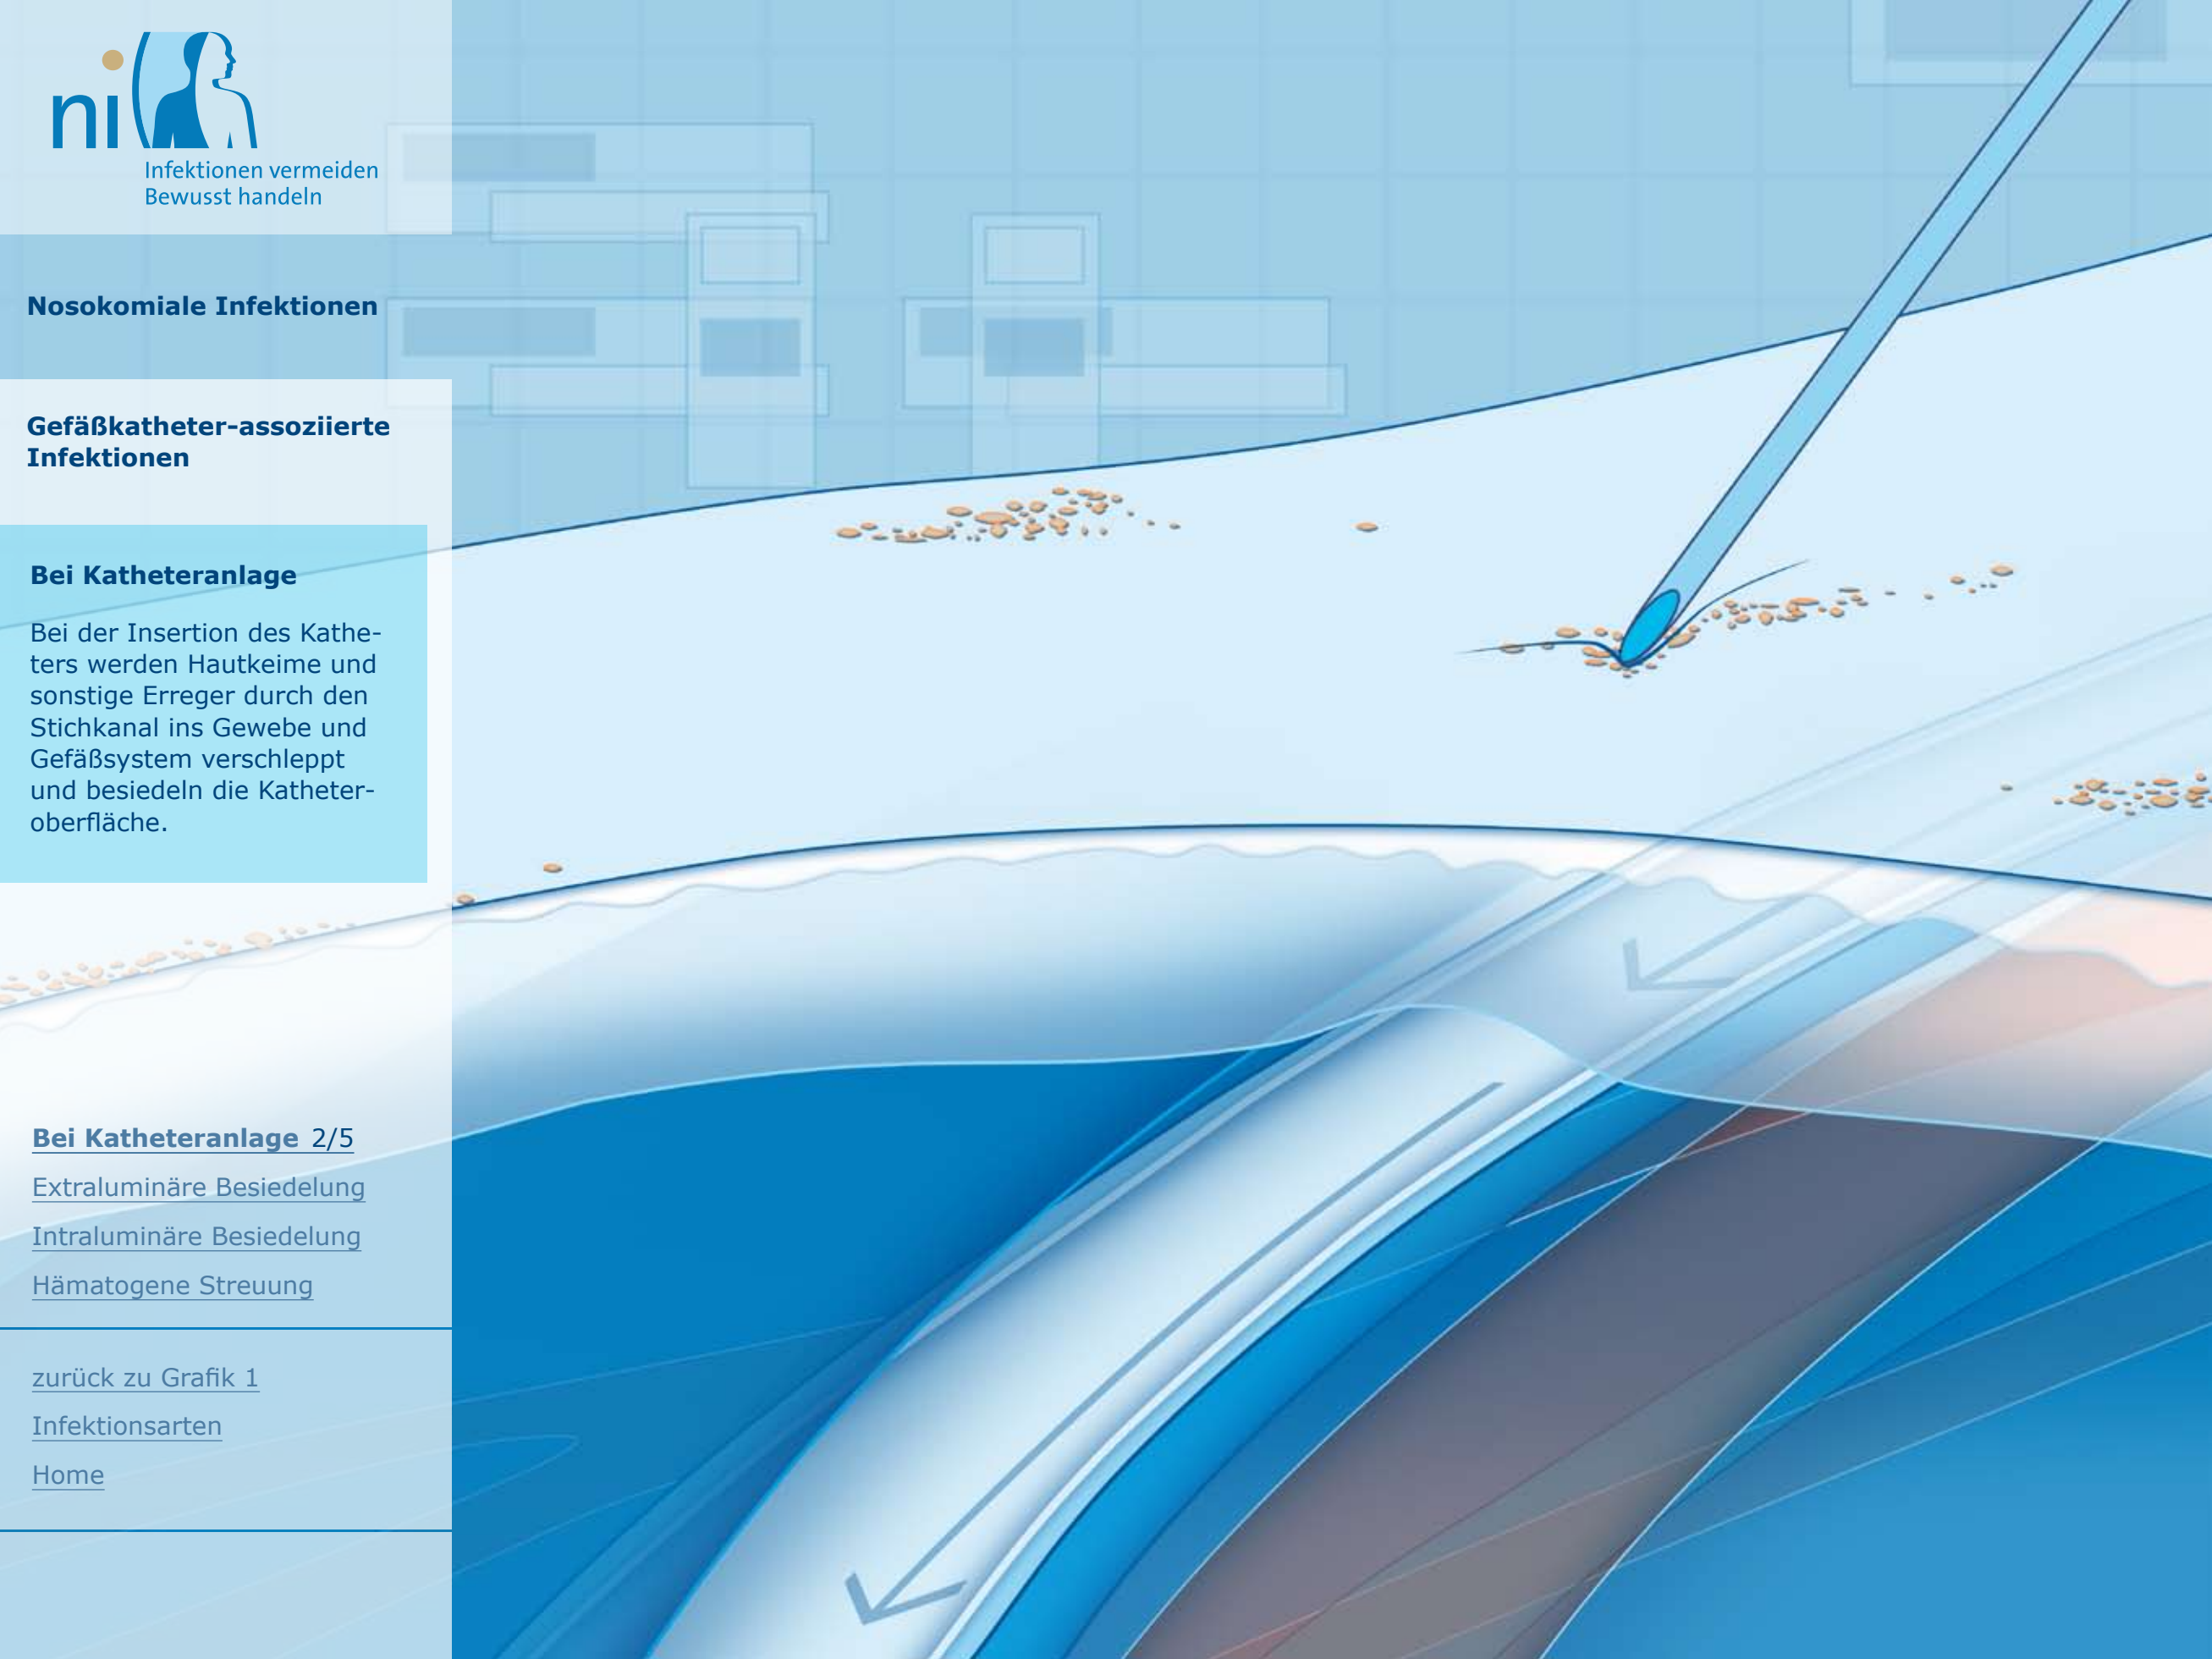 ni
Infektionen vermeiden
Bewusst handeln
Nosokomiale Infektionen
Gefäßkatheter-assoziierte
Infektionen
Bei Katheteranlage
Bei der Insertion des Kathe-
ters werden Hautkeime und
sonstige Erreger durch den
Stichkanal ins Gewebe und
Gefäßsystem verschleppt
und besiedeln die Katheter-
oberfläche.
Bei Katheteranlage 2/5
Extraluminäre Besiedelung
Intraluminäre Besiedelung
Hämatogene Streuung
zurück zu Grafik 1
Infektionsarten
Home